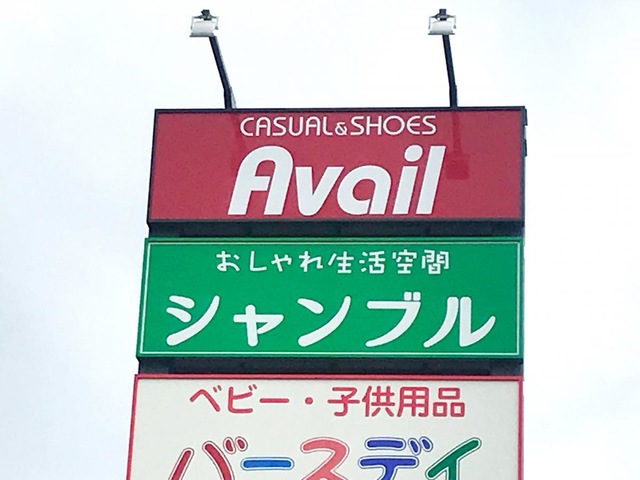 CASUAL&SHOES
Avail
おしゃれ生活空間
シャンブル
ベビー・子供用品
バースデイ